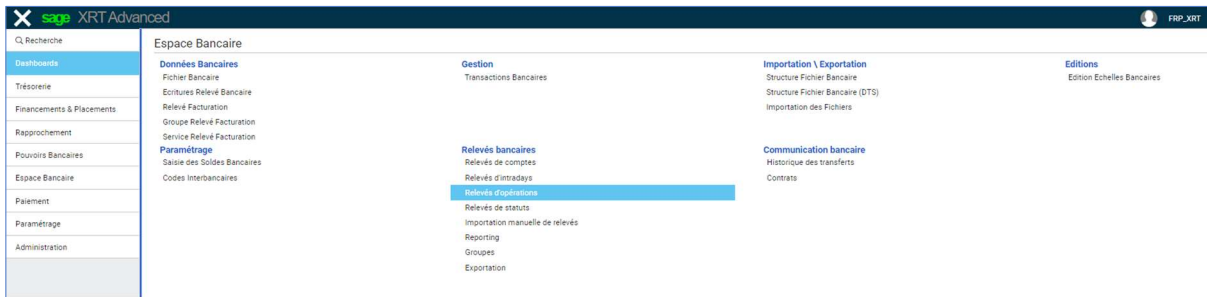 sage XRT Advanced
FRP_XRT
Recherche
Dashboards
Trésorerie
Financements & Placements
Rapprochement
Pouvoirs Bancaires
Espace Bancaire
Paiement
Paramétrage
Administration
Espace Bancaire
Données Bancaires
Fichier Bancaire
Ecritures Relevé Bancaire
Relevé Facturation
Groupe Relevé Facturation
Service Relevé Facturation
Gestion
Transactions Bancaires
Importation \ Exportation
Structure Fichier Bancaire
Structure Fichier Bancaire (DTS)
Importation des Fichiers
Editions
Edition Echelles Bancaires
Paramétrage
Saisie des Soldes Bancaires
Codes Interbancaires
Relevés bancaires
Relevés de comptes
Relevés d'intradays
Relevés d'opérations
Relevés de statuts
Importation manuelle de relevés
Reporting
Groupes
Exportation
Communication bancaire
Historique des transferts
Contrats